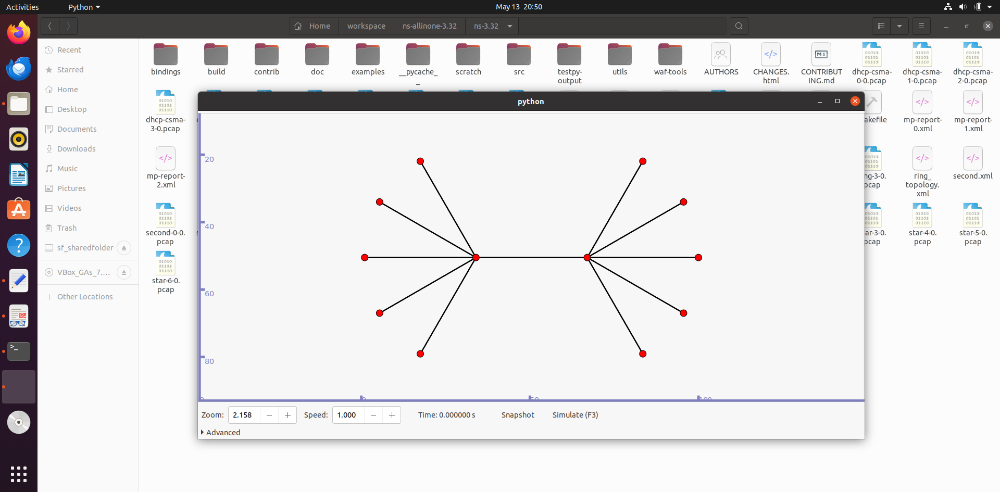 Activities
Python
May 13 20:50
Home
workspace
ns-allinone-3.32
ns-3.32
Recent
Starred
Home
Desktop
Documents
Downloads
Music
Pictures
Videos
Trash
sf_sharedfolder
VBox_GAs_7....
Other Locations
bindings
build
contrib
doc
examples
__pycache_
_
scratch
src
testpy-
output
utils
waf-tools
AUTHORS
CHANGES.
html
CONTRIBUT
ING.md
dhcp-csma-
0-0.pcap
dhcp-csma-
1-0.pcap
dhcp-csma-
2-0.pcap
dhcp-csma-
3-0.pcap
akefile
mp-report-
0.xml
mp-report-
1.xml
mp-report-
2.xml
ng-3-0.
pcap
ring_
topology.
xml
second.xml
second-0-0.
pcap
ar-3-0.
pcap
star-4-0.
pcap
star-5-0.
pcap
star-6-0.
pcap
python
20
40
60
80
100
Zoom:
2.158
Speed:
1.000
Time: 0.000000 s
Snapshot
Simulate (F3)
Advanced